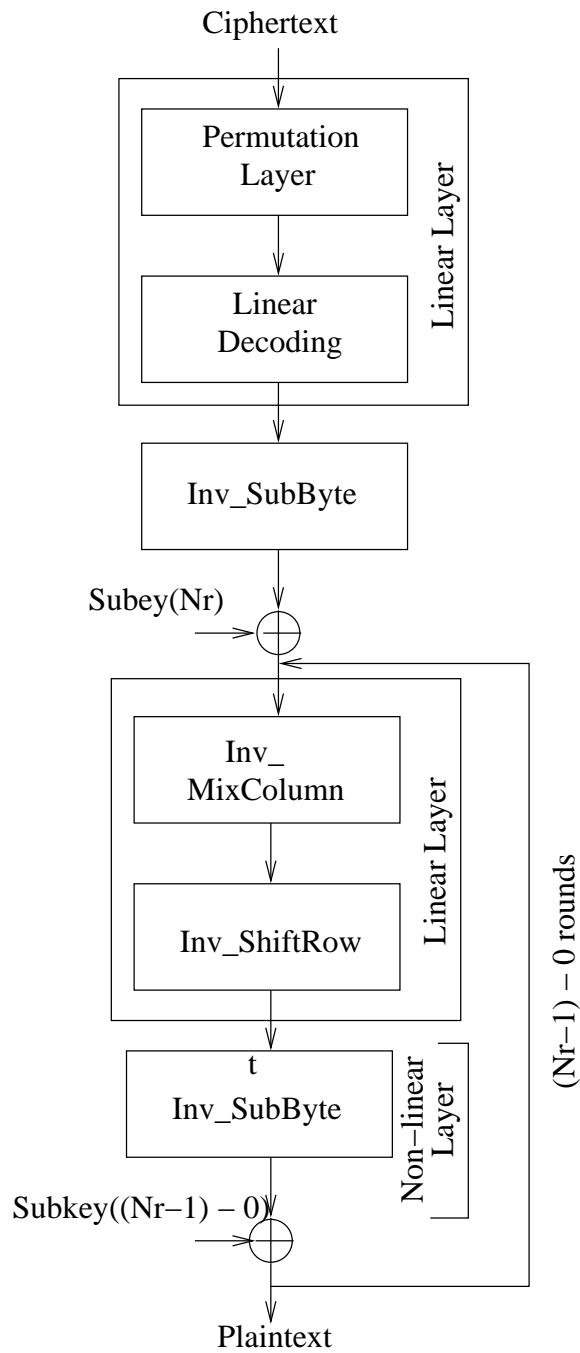 Ciphertext
Permutation
Layer
Linear Layer
Linear
Decoding
Inv_SubByte
Subey(Nr)
Inv_
MixColumn
Linear Layer
Inv_ShiftRow
(Nr−1) − 0 rounds
t
Inv_SubByte
Non−linear
Layer
Subkey((Nr−1) − 0)
Plaintext